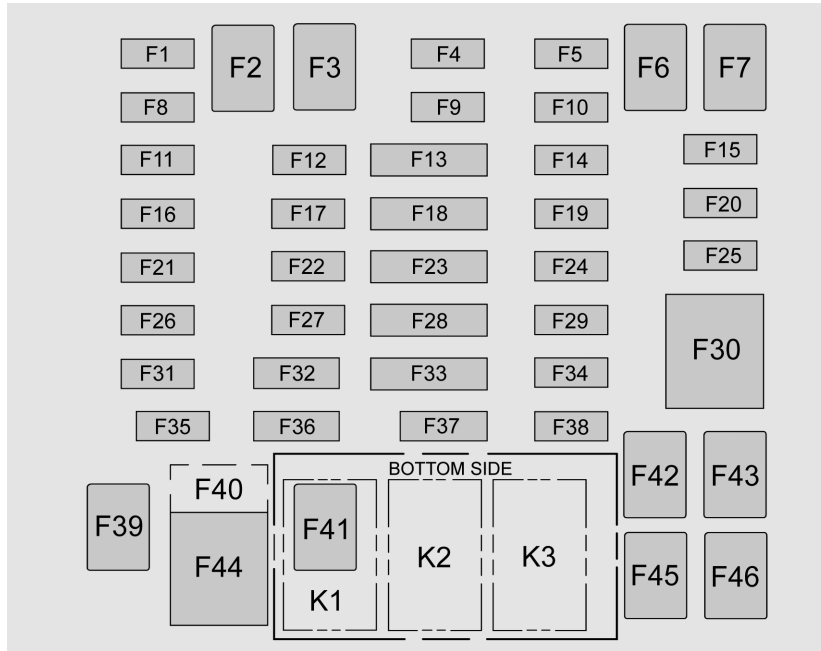 F1 F2 F3 F4 F5 F6 F7
F8 F9 F10
F11 F12 F13 F14 F15
F16 F17 F18 F19 F20
F21 F22 F23 F24 F25
F26 F27 F28 F29 F30
F31 F32 F33 F34
F35 F36 F37 F38
BOTTOM SIDE
F39 F40 F41 F42 F43
F44 K1 K2 K3 F45 F46